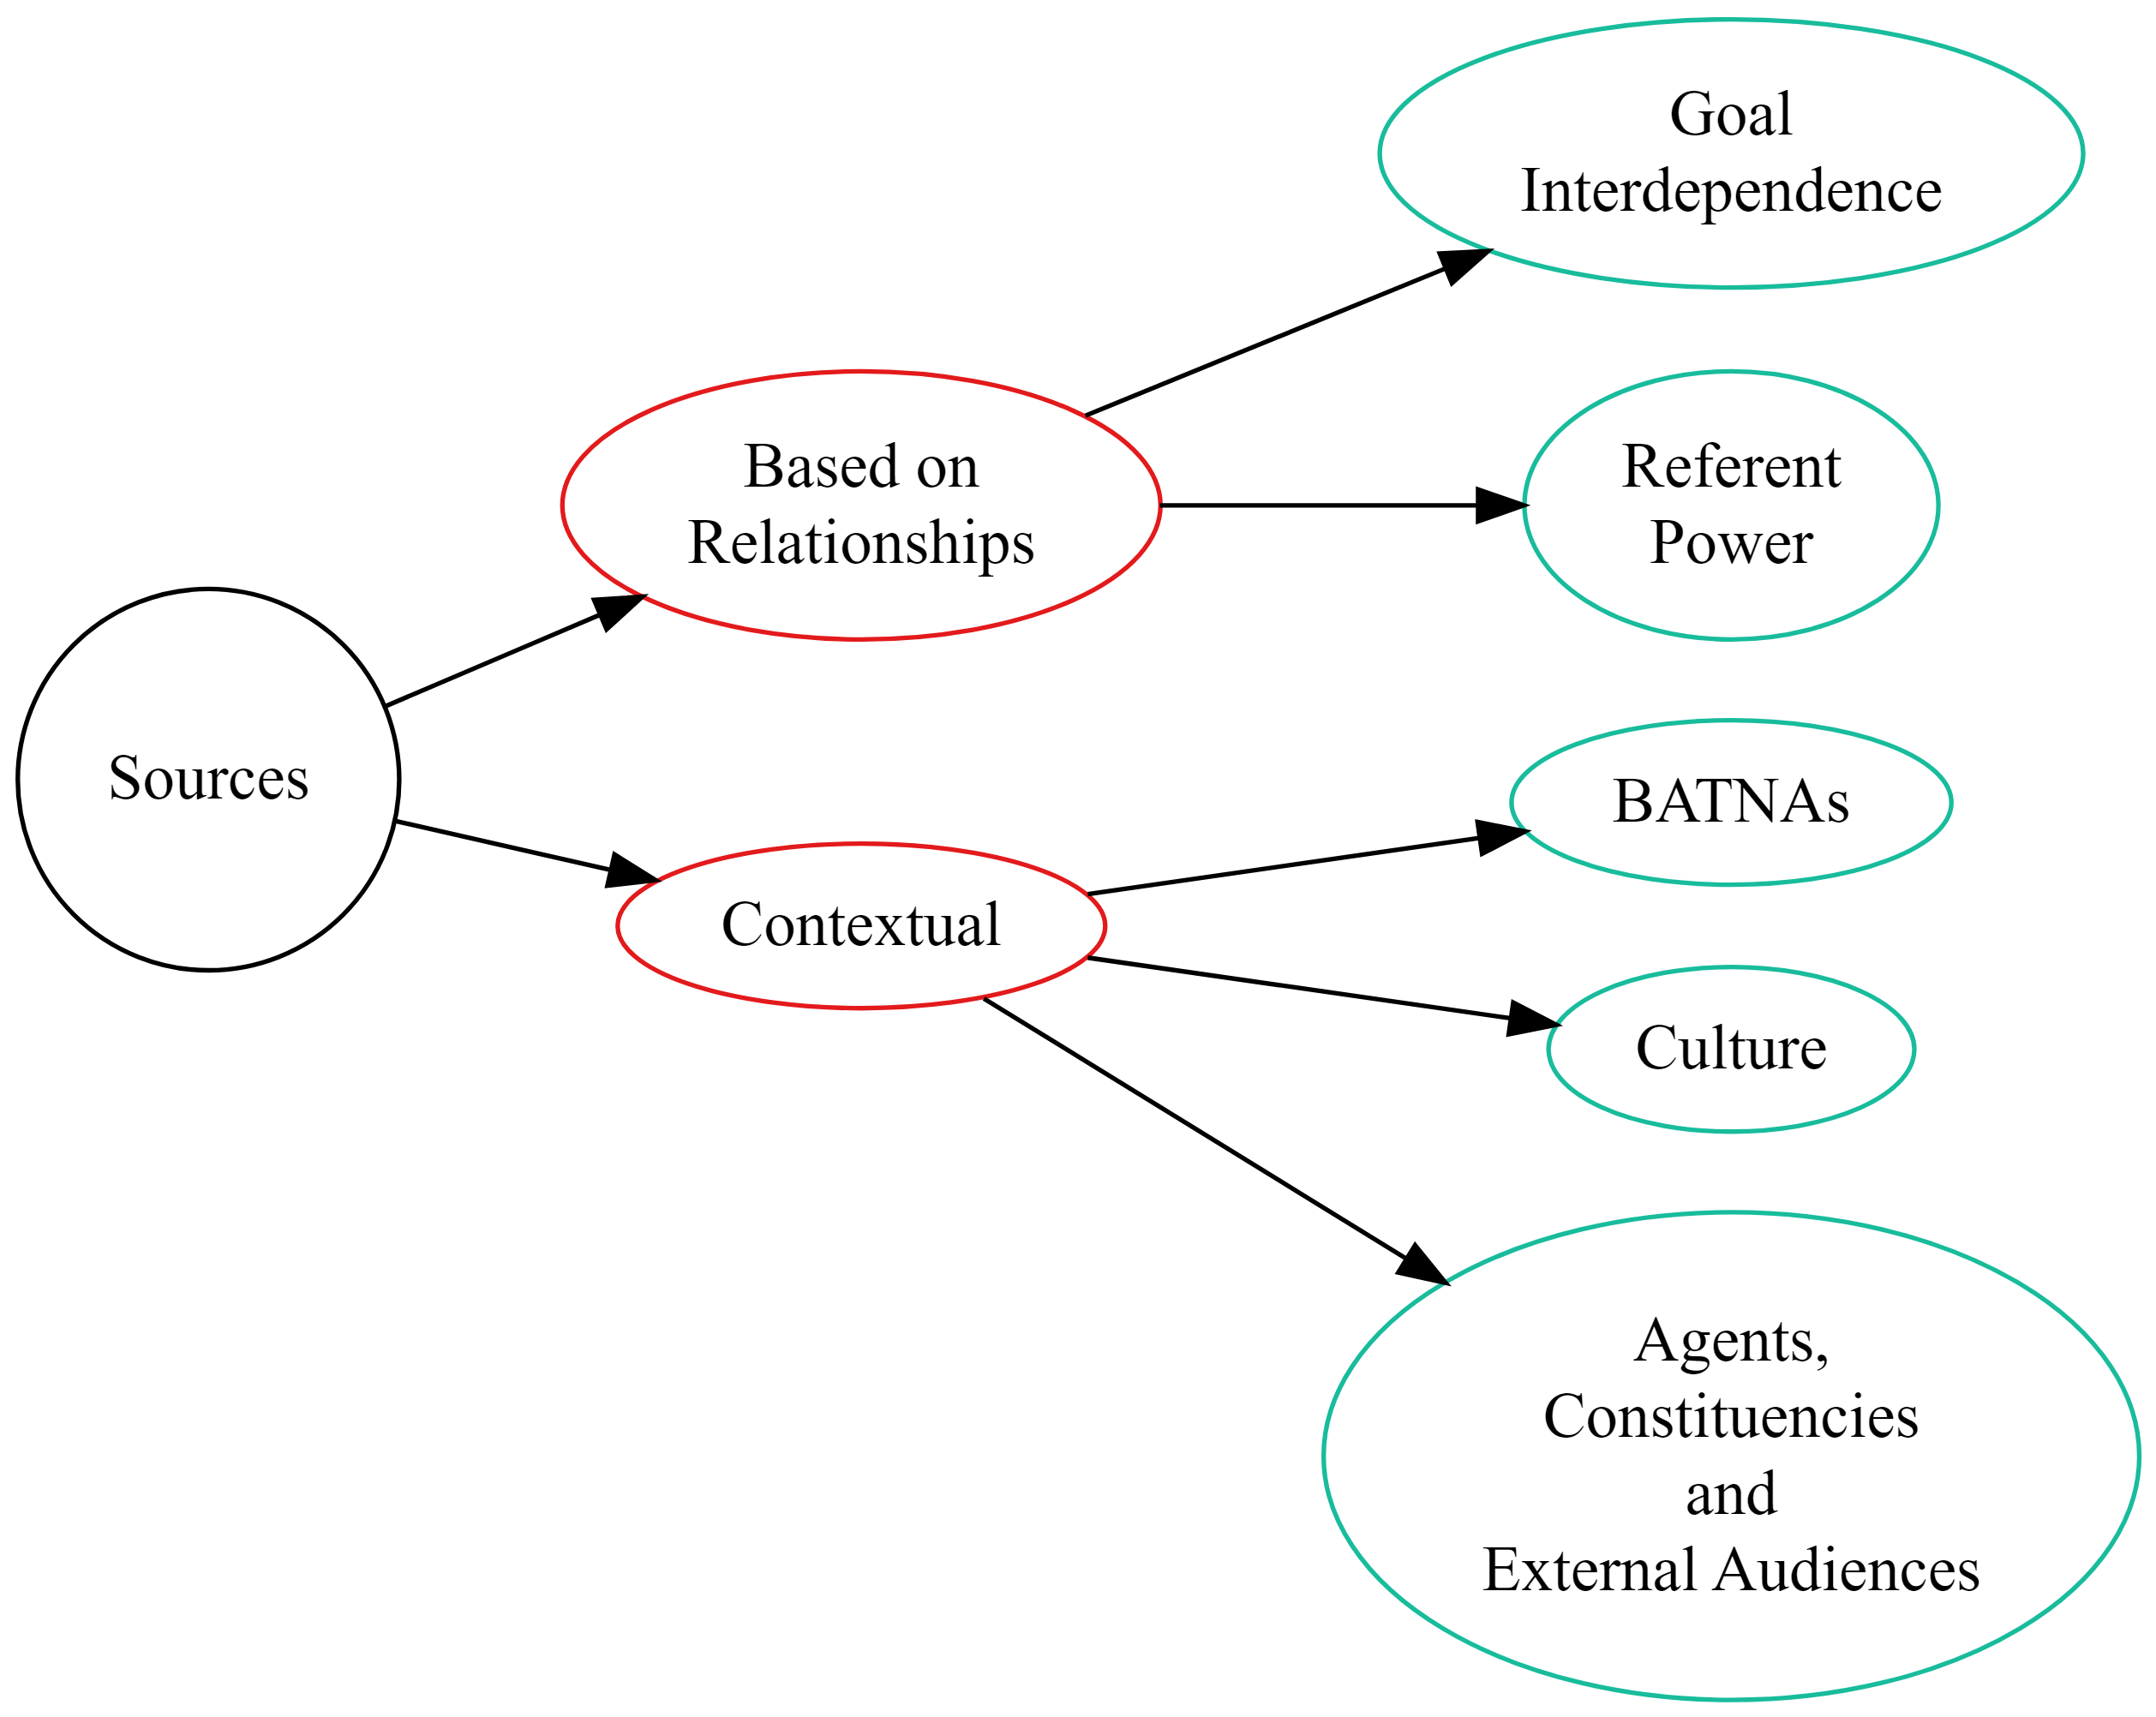 Goal
Interdependence
Based on
Relationships
Referent
Power
Sources
BATNAs
Contextual
Culture
Agents,
Constituencies
and
External Audiences